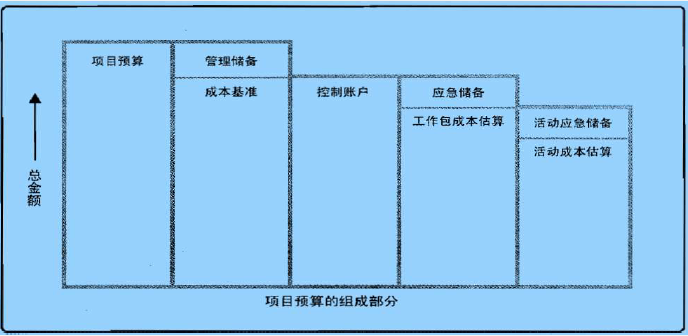 项目预算
管理储备
成本基准
控制账户
应急储备
工作包成本估算
活动应急储备
活动成本估算
总金额
项目预算的组成部分